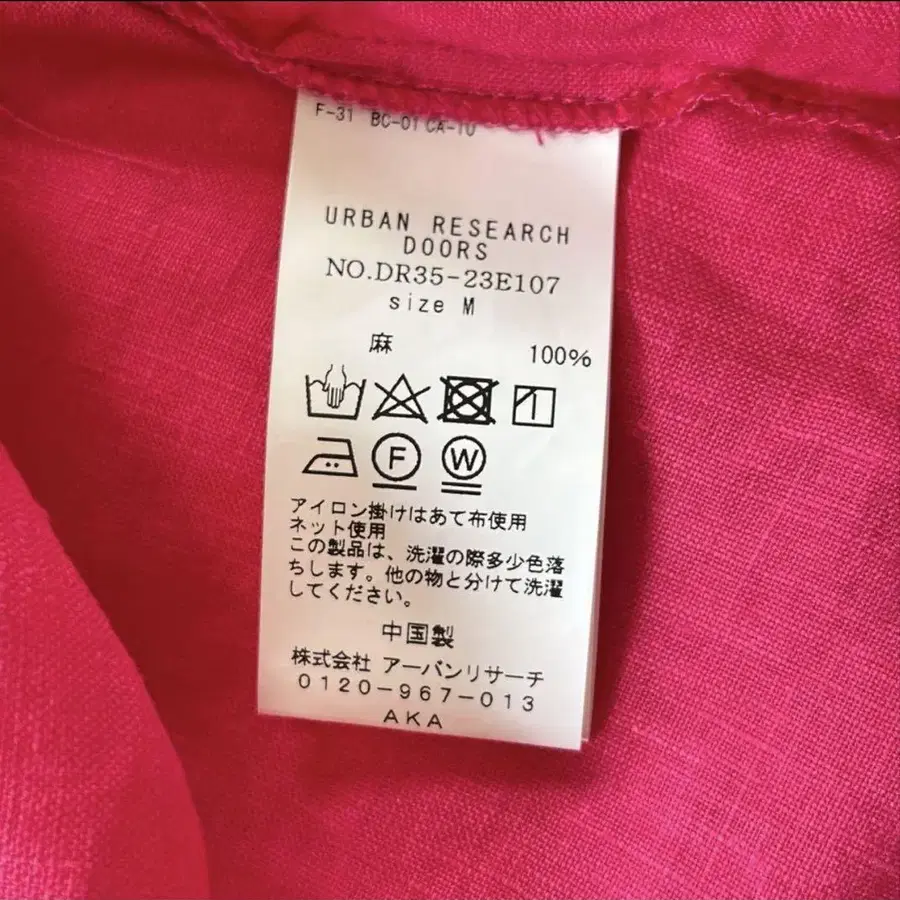 F-31 BC-01 CA-10
URBAN RESEARCH
DOORS
NO.DR35-23E107
size M
麻 100%
F W
アイロン掛けはあて布使用
ネット使用
この製品は、洗濯の際多少色落
ちします。他の物と分けて洗濯
してください。
中国製
株式会社 アーバンリサーチ
0120-967-013
AKA